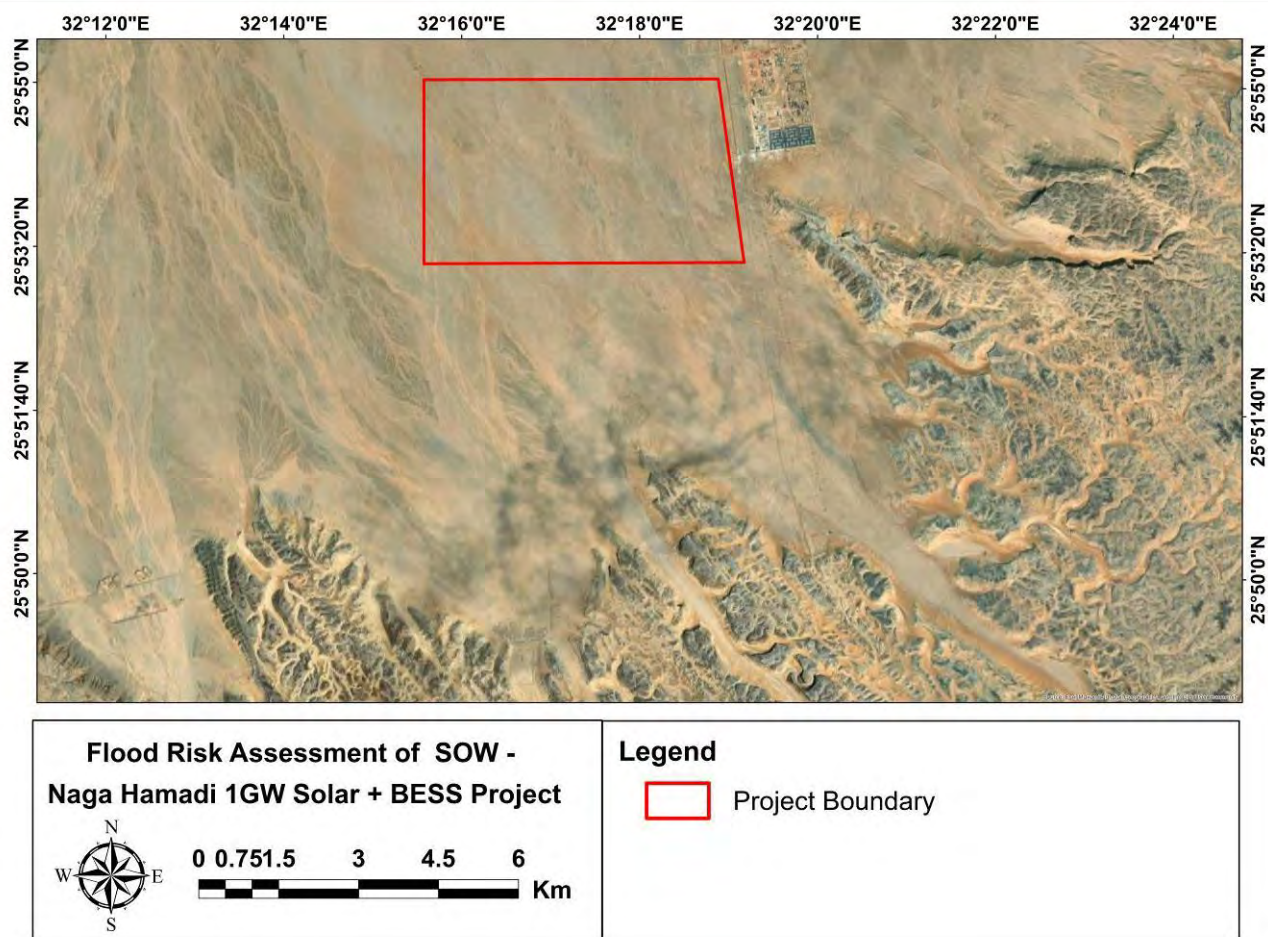 32°12'0"E 32°14'0"E 32°16'0"E 32°18'0"E 32°20'0"E 32°22'0"E 32°24'0"E
25°55'0"N 25°55'0"N
25°53'20"N 25°53'20"N
25°51'40"N 25°51'40"N
25°50'0"N 25°50'0"N
Flood Risk Assessment of SOW -
Naga Hamadi 1GW Solar + BESS Project
N
W E
S
0 0.751.5 3 4.5 6
Km
Legend
Project Boundary